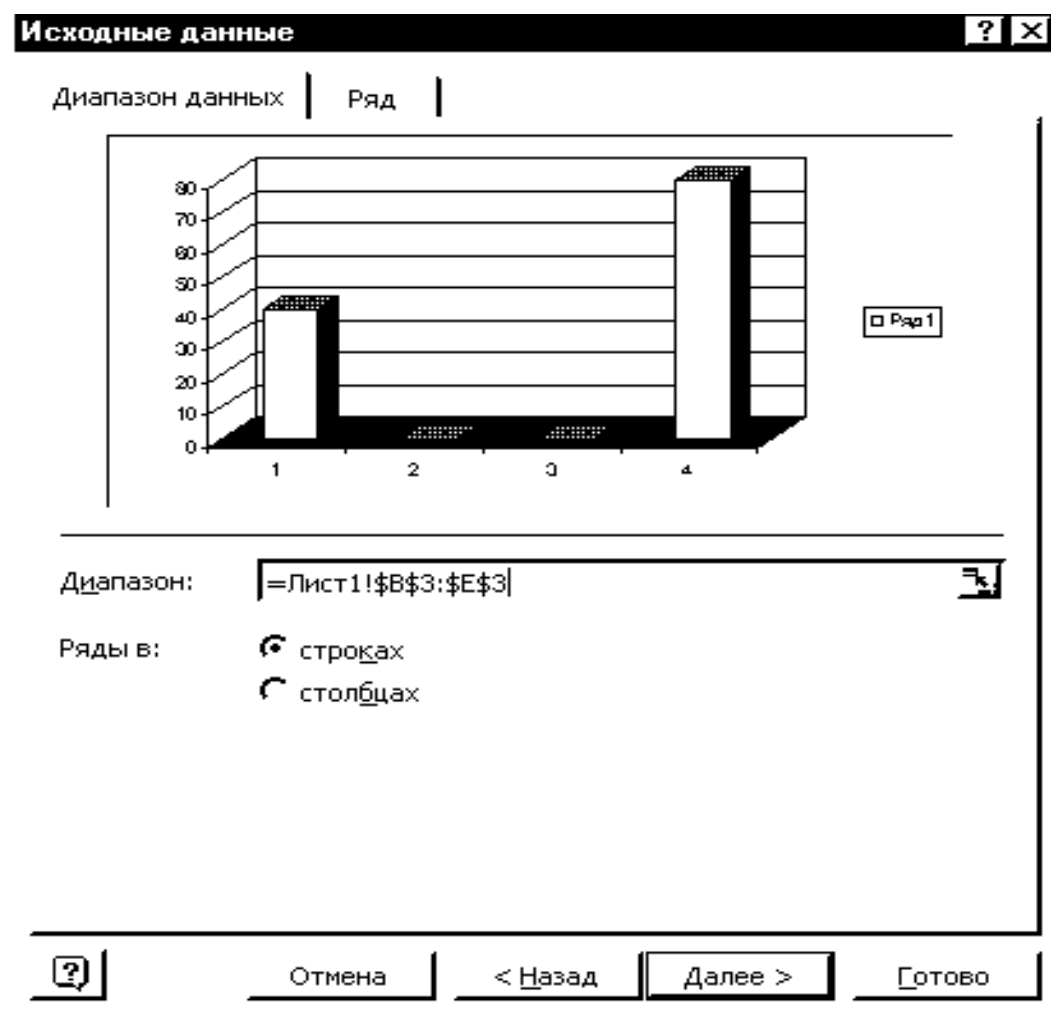 Исходные данные
Диапазон данных Ряд
80
70
60
50
40
30
20
10
0
1 2 3 4
Ряд1
Диапазон: =Лист1!$B$3:$E$3
Ряды в: строках
столбцах
Отмена < Назад Далее > Готово